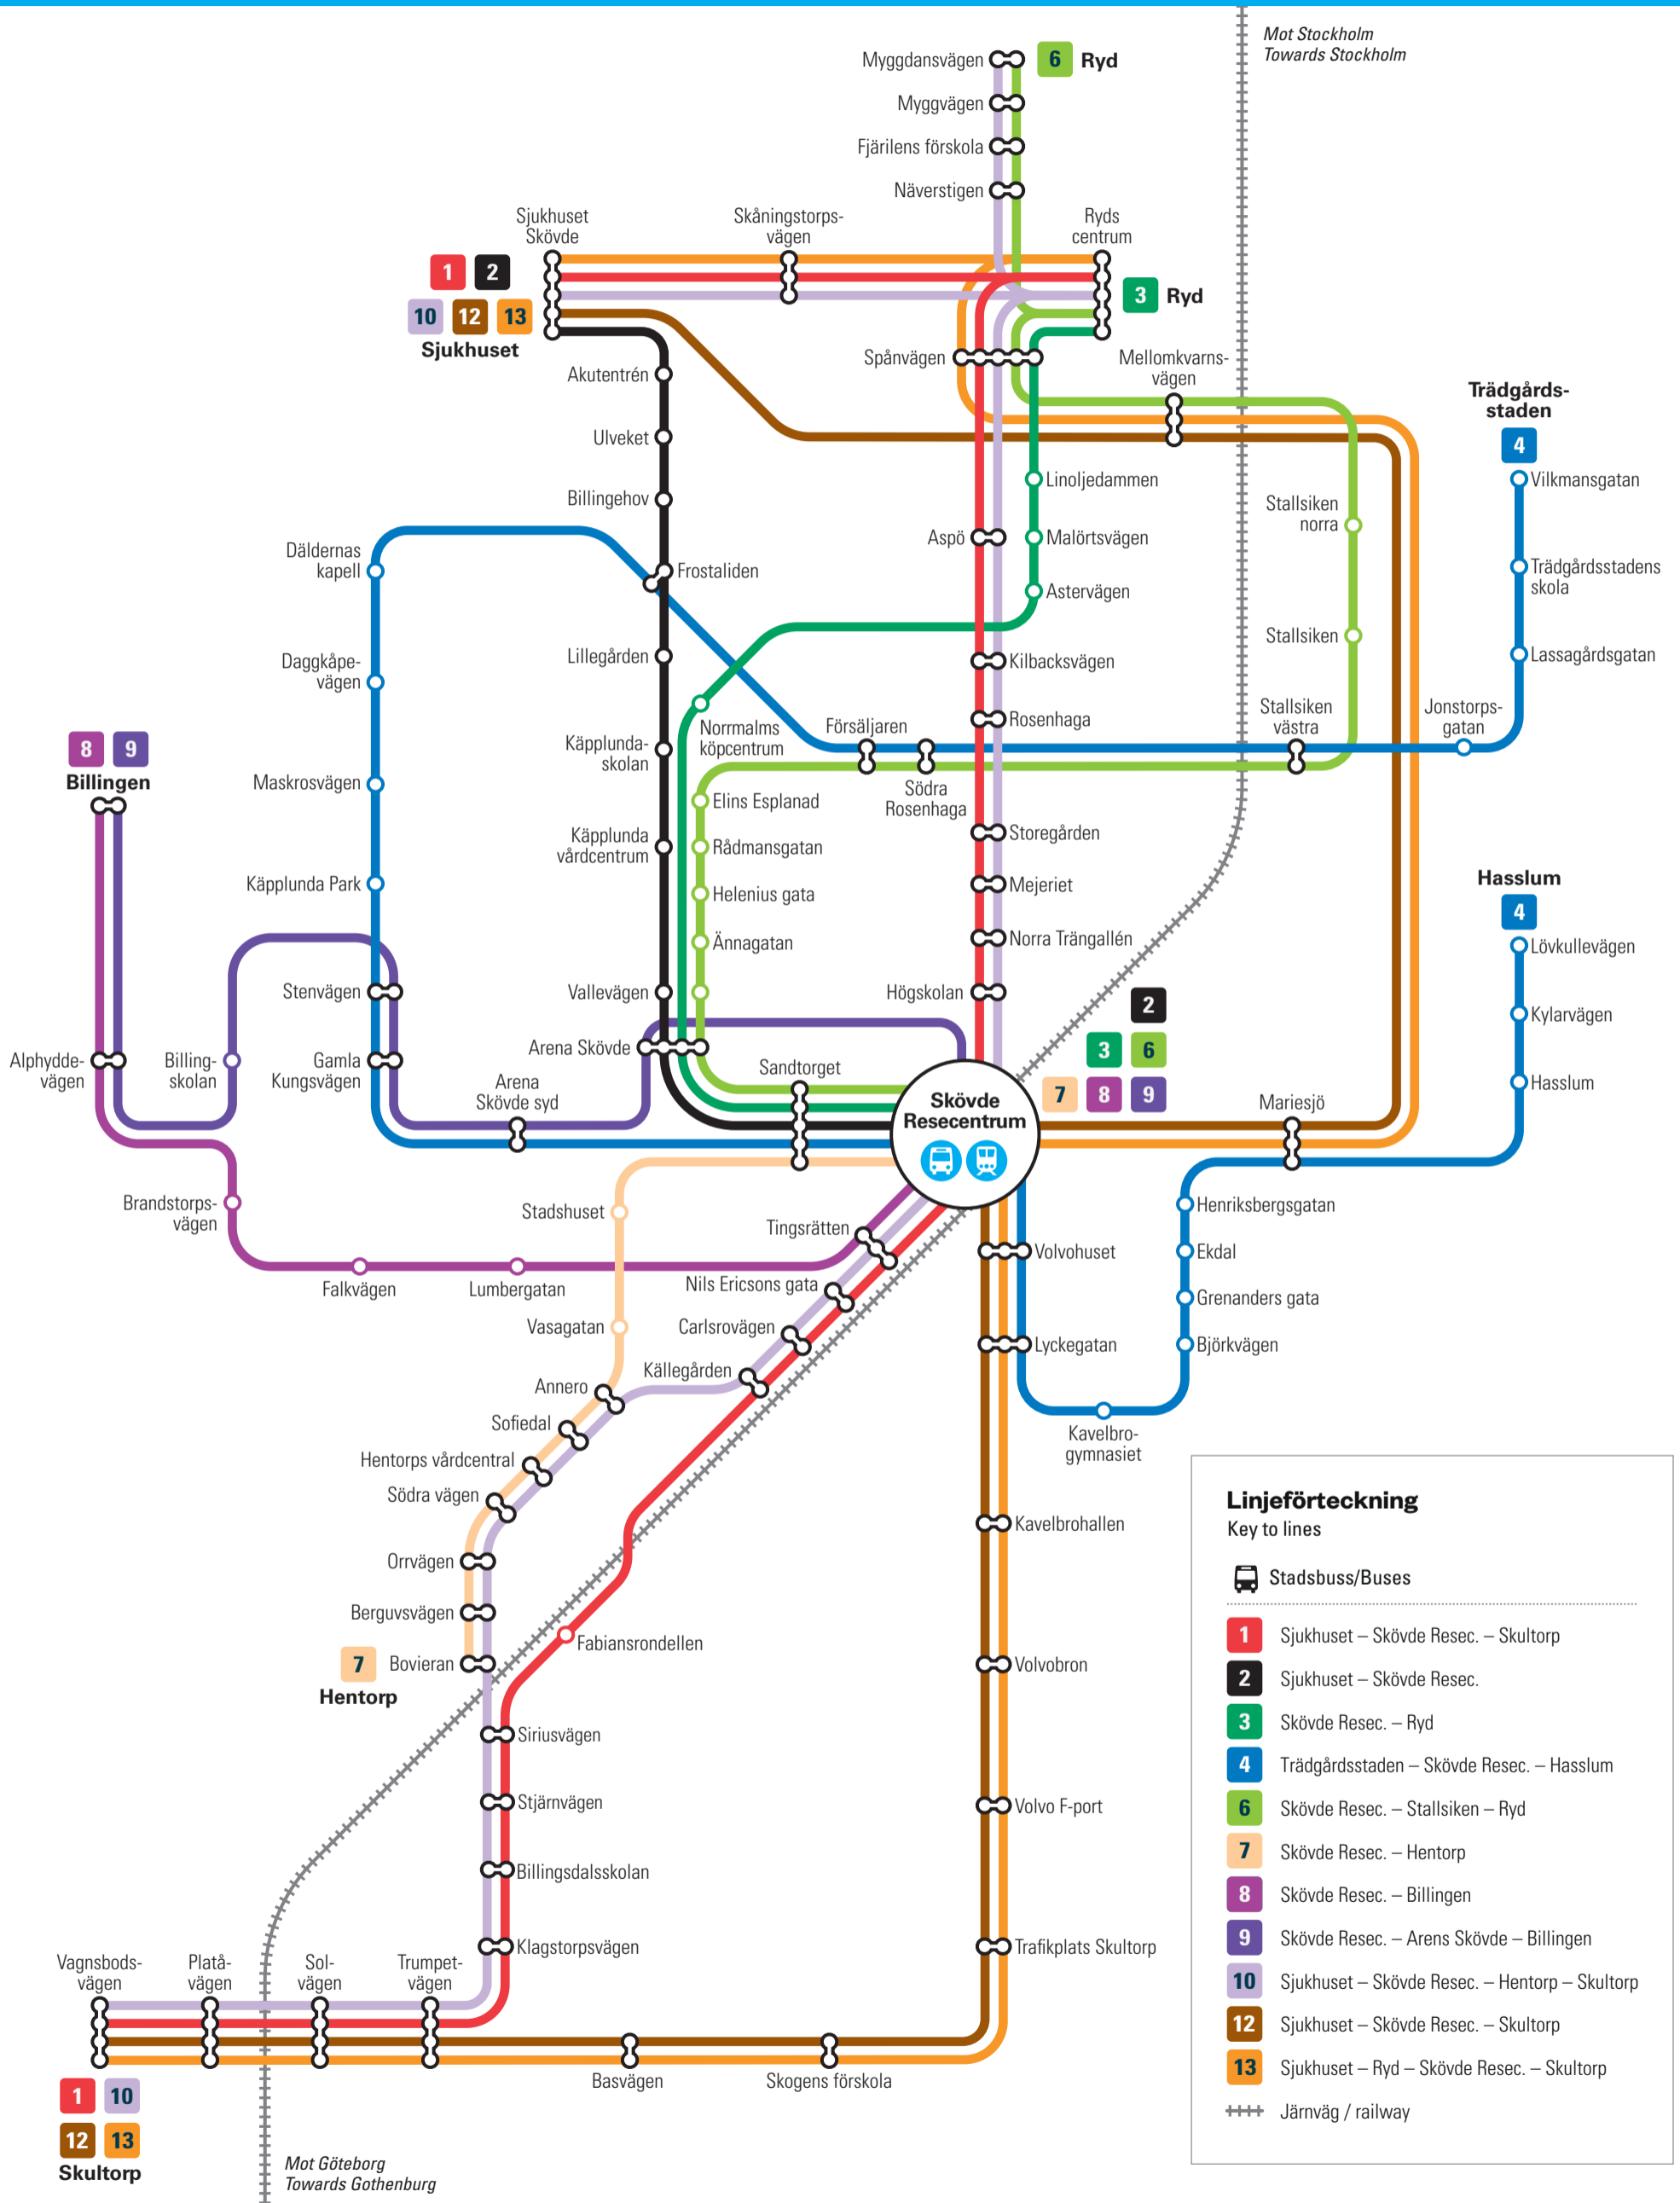 Mot Stockholm
Towards Stockholm
Myggdansvägen
6 Ryd
Myggvägen
Fjärilens förskola
Näverstigen
Sjukhuset
Skövde
Skåningstorps-
vägen
Ryds
centrum
1 2
10 12 13
Sjukhuset
3 Ryd
Akutentrén
Spånvägen
Mellomkvarns-
vägen
Trädgårds-
staden
4
Ulveket
Linoljedammen
Vilkmansgatan
Billingehov
Stallsiken
norra
Aspö
Malörtsvägen
Däldernas
kapell
Frostaliden
Trädgårdsstadens
skola
Astervägen
Stallsiken
Lillegården
Kilbacksvägen
Lassagårdsgatan
Daggkåpe-
vägen
Rosenhaga
Norrmalms
köpcentrum
Försäljaren
Stallsiken
västra
Jonstorps-
gatan
8 9
Billingen
Käpplunda-
skolan
Maskrosvägen
Södra
Rosenhaga
Elins Esplanad
Käpplunda
vårdcentrum
Rådmansgatan
Storegården
Käpplunda Park
Helenius gata
Mejeriet
Hasslum
4
Ännagatan
Norra Trängallén
Lövkullevägen
Stenvägen
Vallevägen
Högskolan
2
3 6
7 8 9
Kylarvägen
Alphydde-
vägen
Billing-
skolan
Gamla
Kungsvägen
Arena Skövde
Arena
Skövde syd
Sandtorget
Skövde
Resecentrum
Mariesjö
Hasslum
Brandstorps-
vägen
Stadshuset
Tingsrätten
Volvohuset
Henriksbergsgatan
Ekdal
Falkvägen
Lumbergatan
Nils Ericsons gata
Grenanders gata
Vasagatan
Carlsrovägen
Lyckegatan
Björkvägen
Källegården
Annero
Sofiedal
Kavelbro-
gymnasiet
Hentorps vårdcentral
Södra vägen
Kavelbrohallen
Orrvägen
Berguvsvägen
Fabiansrondellen
7 Bovieran
Hentorp
Volvobron
Siriusvägen
Stjärnvägen
Volvo F-port
Billingsdalsskolan
Klagstorpsvägen
Trafikplats Skultorp
Vagnsbods-
vägen
Platå-
vägen
Sol-
vägen
Trumpet-
vägen
Basvägen
Skogens förskola
1 10
12 13
Skultorp
Mot Göteborg
Towards Gothenburg
Linjeförteckning
Key to lines
Stadsbuss/Buses
1 Sjukhuset – Skövde Resec. – Skultorp
2 Sjukhuset – Skövde Resec.
3 Skövde Resec. – Ryd
4 Trädgårdsstaden – Skövde Resec. – Hasslum
6 Skövde Resec. – Stallsiken – Ryd
7 Skövde Resec. – Hentorp
8 Skövde Resec. – Billingen
9 Skövde Resec. – Arens Skövde – Billingen
10 Sjukhuset – Skövde Resec. – Hentorp – Skultorp
12 Sjukhuset – Skövde Resec. – Skultorp
13 Sjukhuset – Ryd – Skövde Resec. – Skultorp
Järnväg / railway